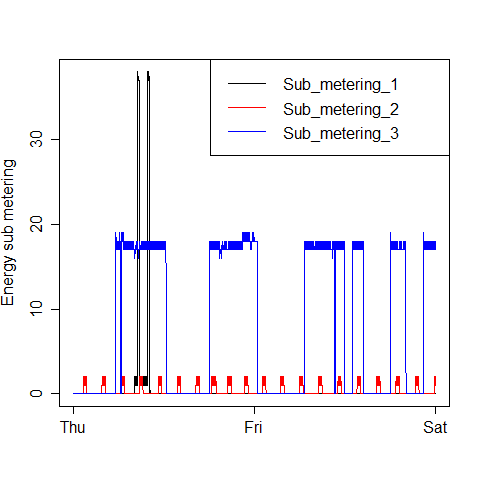 Sub_metering_1
Sub_metering_2
Sub_metering_3
Energy sub metering
30
20
10
0
Thu Fri Sat